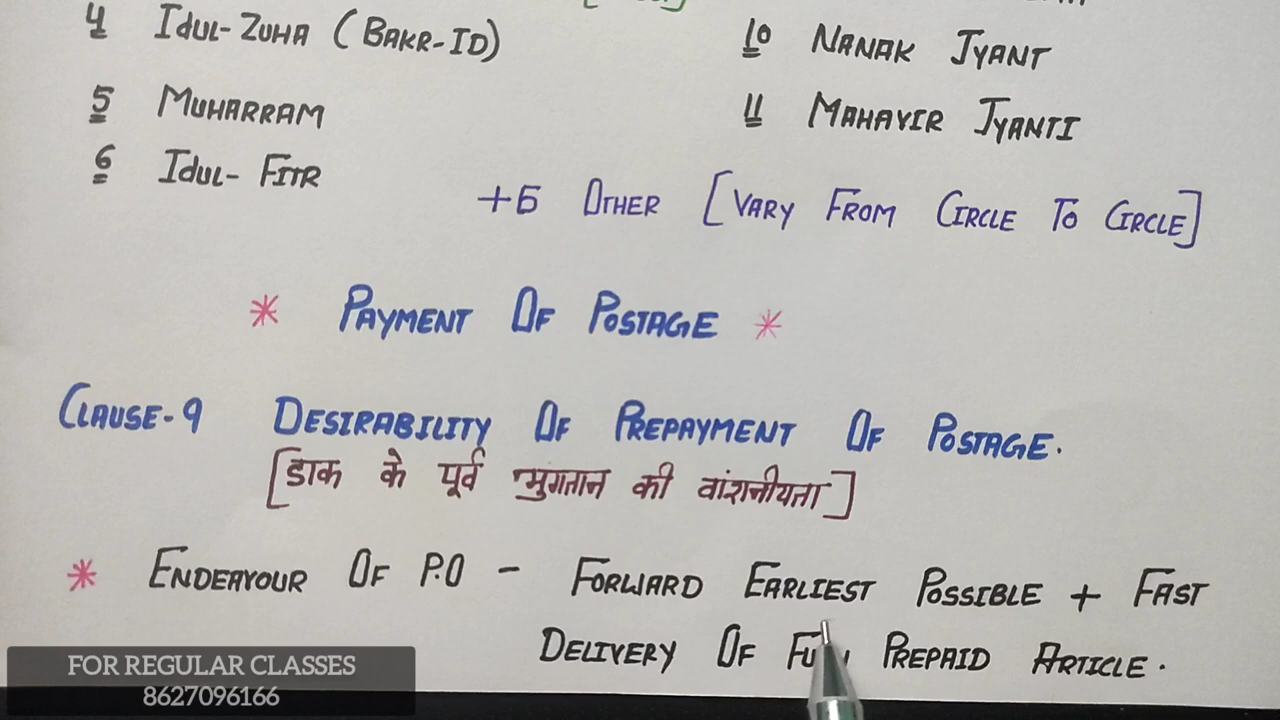 4 Idul-Zuha (Bakr-Id)
5 Muharram
6 Idul-Fitr
10 Nanak Jyant
11 Mahavir Jyanti
+6 Other [Vary From Circle To Circle]
* Payment Of Postage *
Clause-9 Desirability Of Prepayment Of Postage.
[डाक के पूर्व भुगतान की वांशनीयता]
* Endeavour Of P.O - Forward Earliest Possible + Fast
Delivery Of Prepaid Article.
FOR REGULAR CLASSES
8627096166